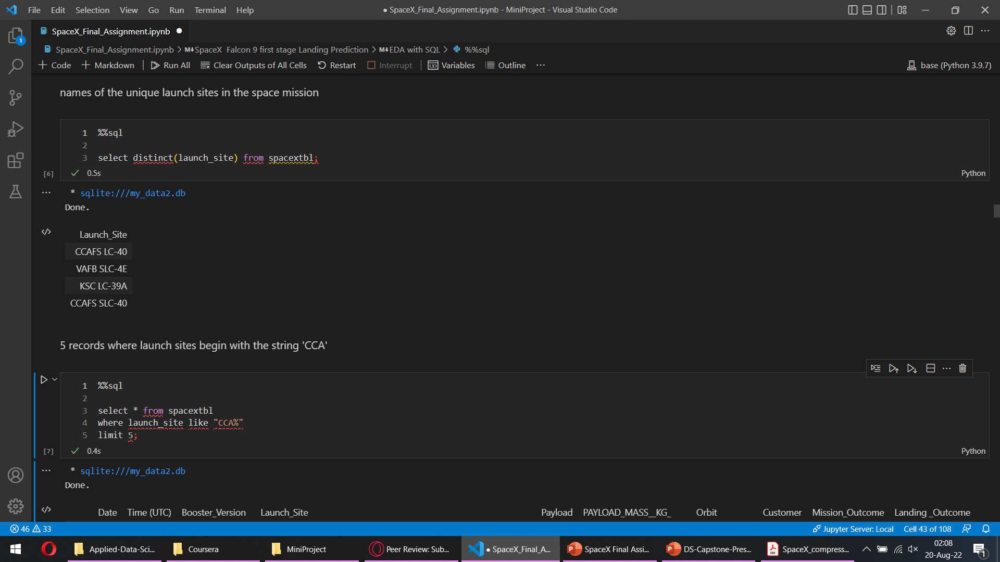 File Edit Selection View Go Run Terminal Help
● SpaceX_Final_Assignment.ipynb - MiniProject - Visual Studio Code
1
SpaceX_Final_Assignment.ipynb ●
SpaceX_Final_Assignment.ipynb > M↓SpaceX Falcon 9 first stage Landing Prediction > M↓EDA with SQL > %%sql
+ Code + Markdown | Run All Clear Outputs of All Cells Restart Interrupt | Variables Outline ···
base (Python 3.9.7)
names of the unique launch sites in the space mission
1 %%sql
2
3 select distinct(launch_site) from spacextbl;
[6] ✓ 0.5s
Python
··· * sqlite:///my_data2.db
Done.
</> Launch_Site
CCAFS LC-40
VAFB SLC-4E
KSC LC-39A
CCAFS SLC-40
5 records where launch sites begin with the string 'CCA'
1 %%sql
2
3 select * from spacextbl
4 where launch_site like "CCA%"
5 limit 5;
[7] ✓ 0.4s
Python
··· * sqlite:///my_data2.db
Done.
</> Date Time (UTC) Booster_Version Launch_Site Payload PAYLOAD_MASS__KG_ Orbit Customer Mission_Outcome Landing _Outcome
46 33
Jupyter Server: Local Cell 43 of 108
Applied-Data-Sci... Coursera MiniProject Peer Review: Sub... ● SpaceX_Final_A... SpaceX Final Assi... DS-Capstone-Pres... SpaceX_compress...
02:08
20-Aug-22
1